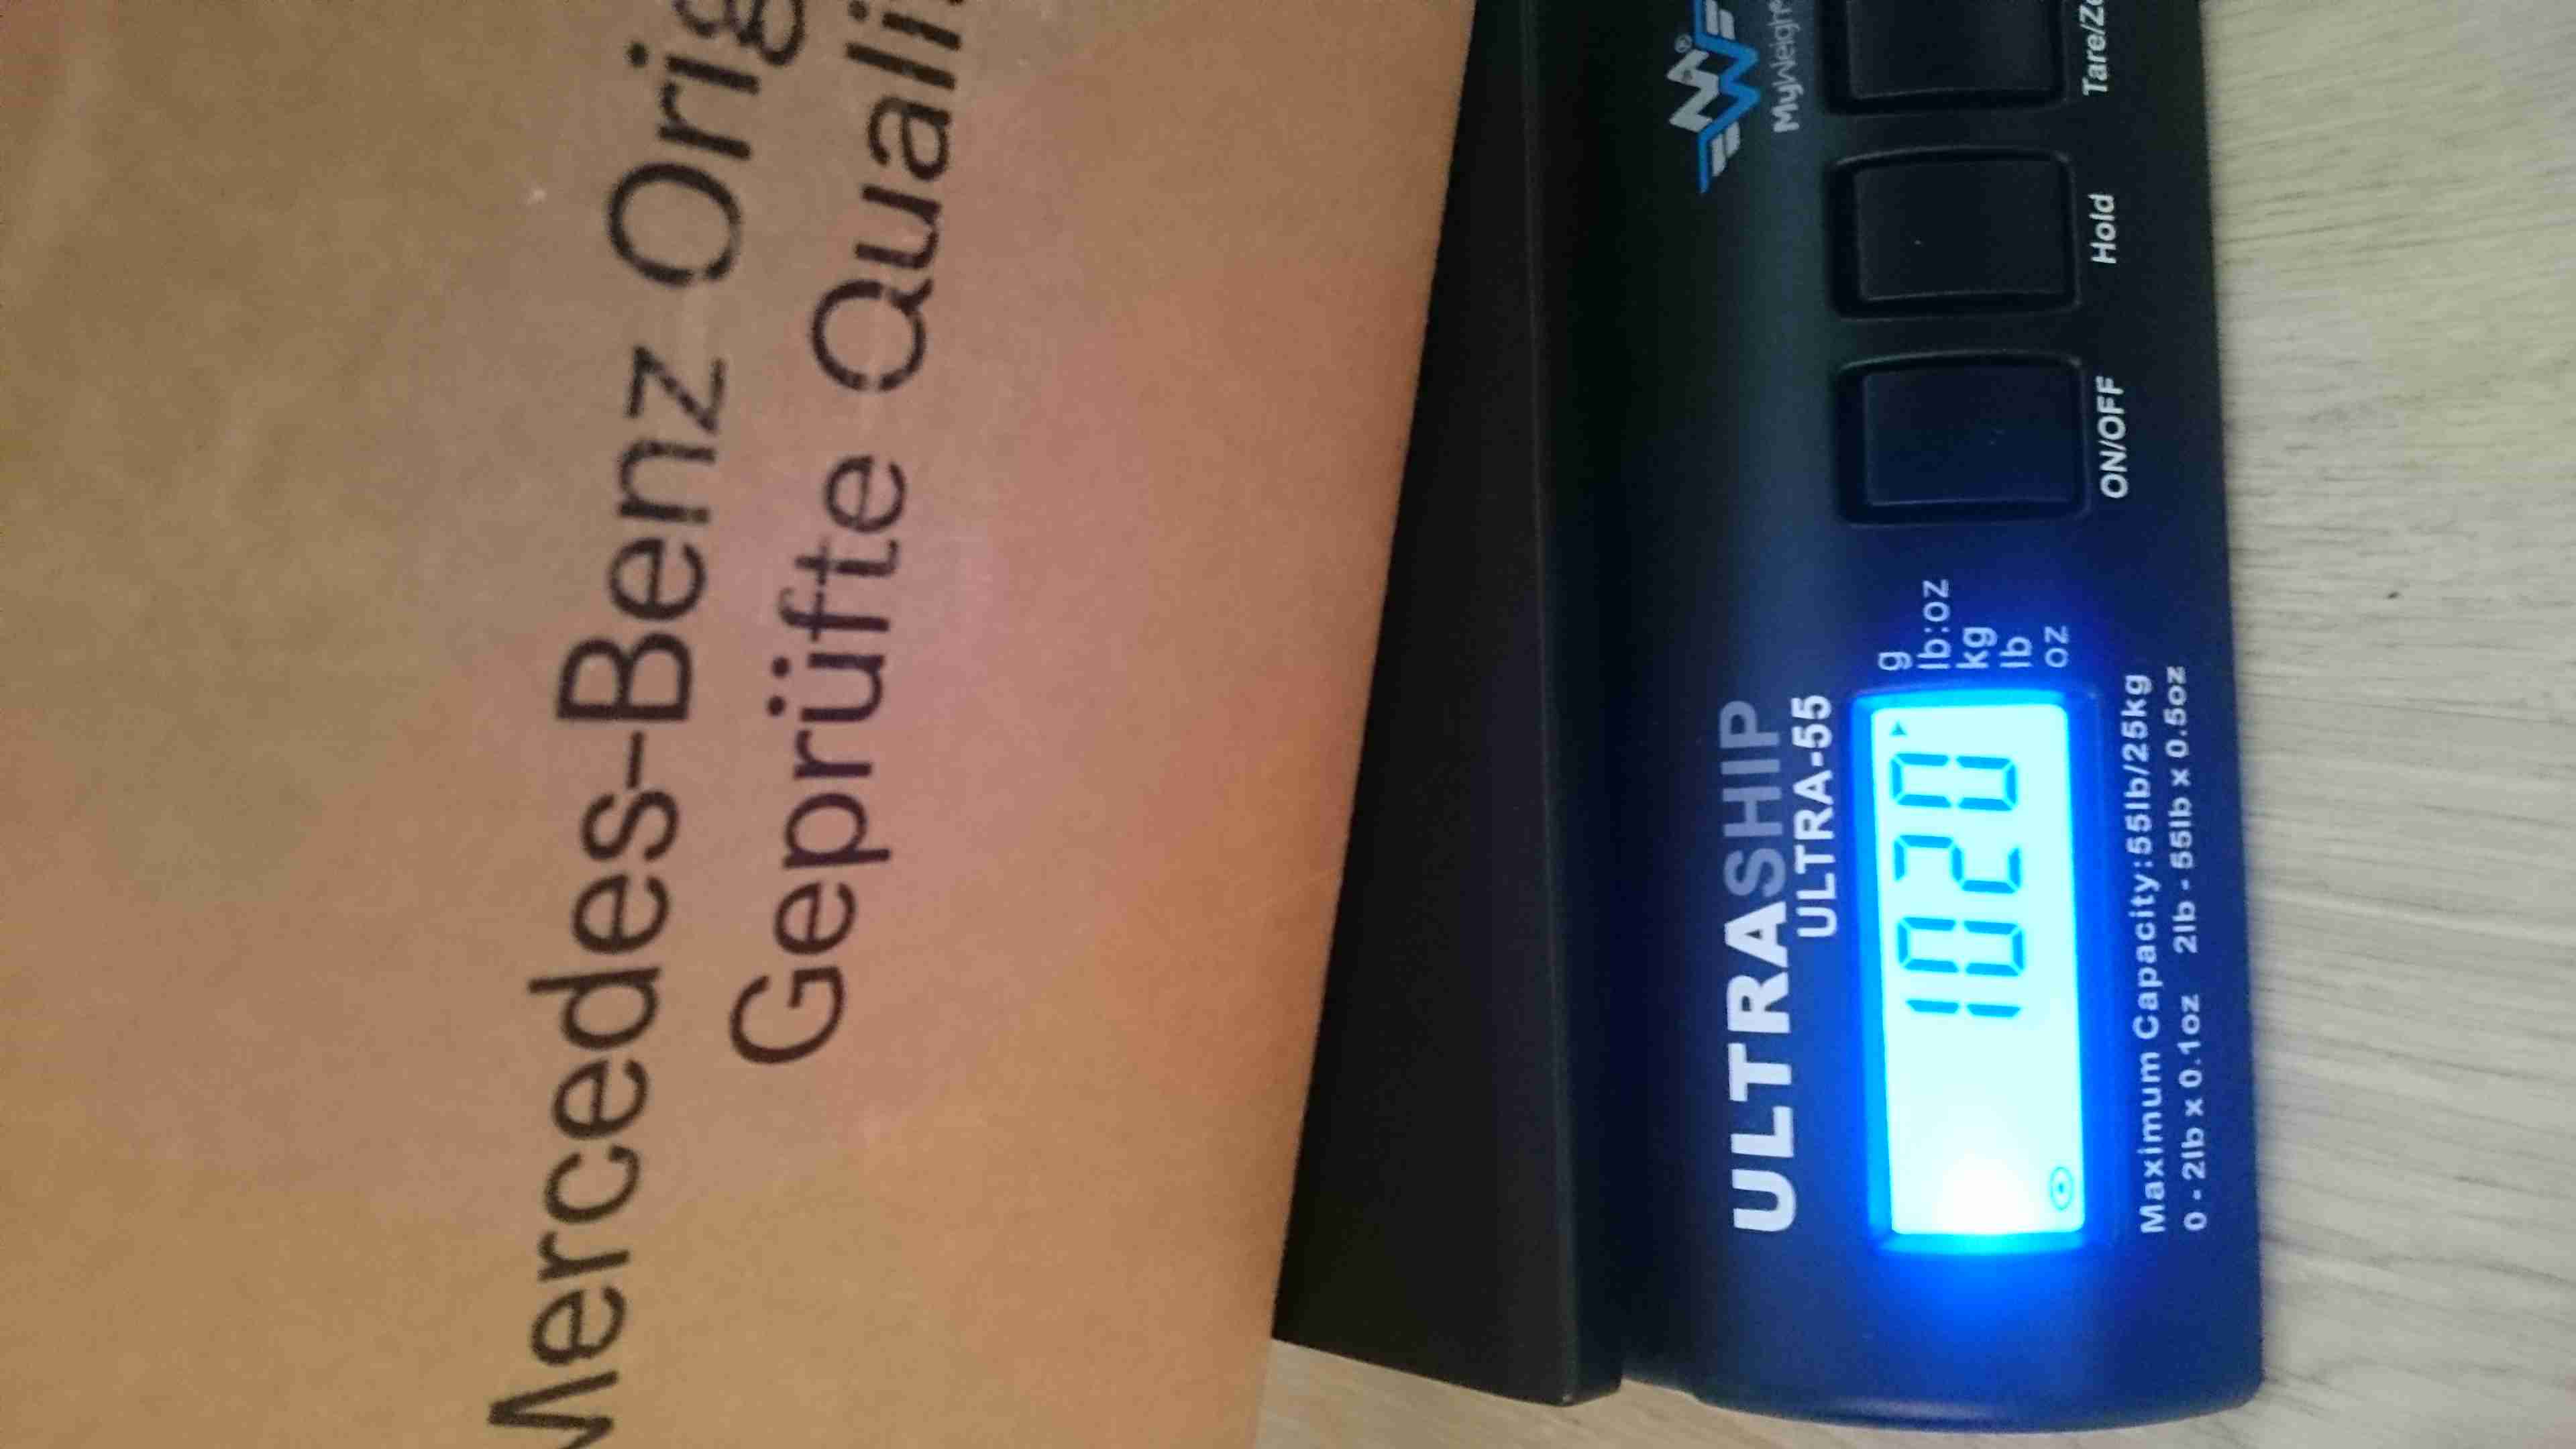 Mercedes-Benz Orig
Geprüfte Quali
MyWeigh
ULTRASHIP
ULTRA-55
1020
g
lb:oz
kg
lb
oz
ON/OFF
Hold
Tare/Ze
Maximum Capacity:55lb/25kg
0 - 2lb x 0.1oz 2lb - 55lb x 0.5oz